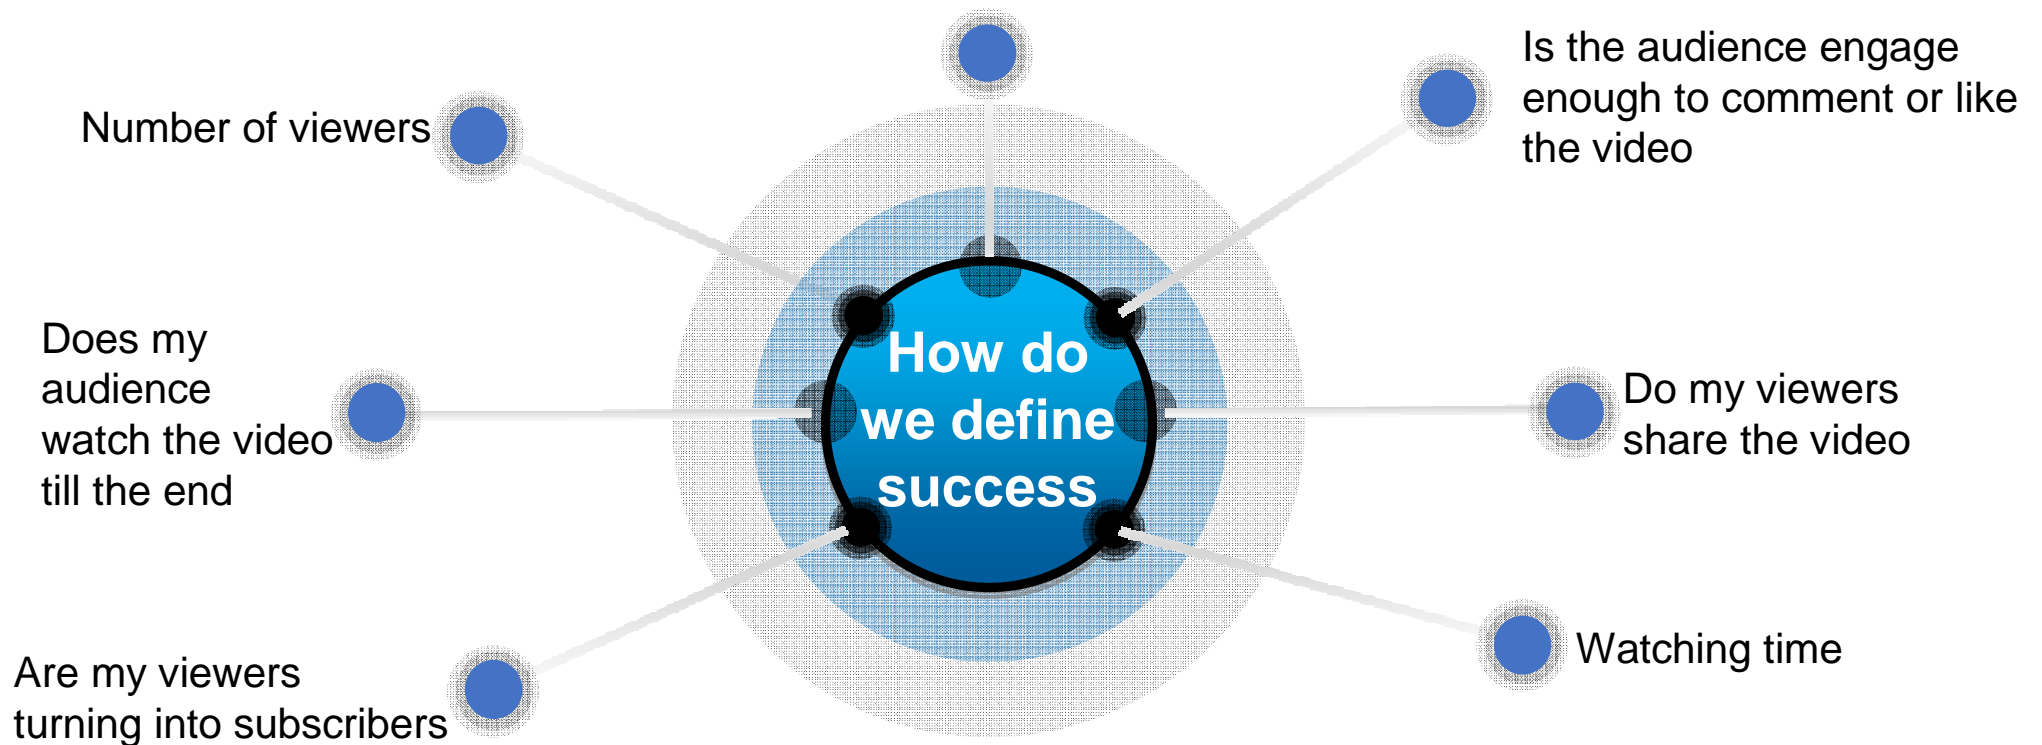 Number of viewers
Is the audience engage
enough to comment or like
the video
Does my
audience
watch the video
till the end
How do
we define
success
Do my viewers
share the video
Are my viewers
turning into subscribers
Watching time